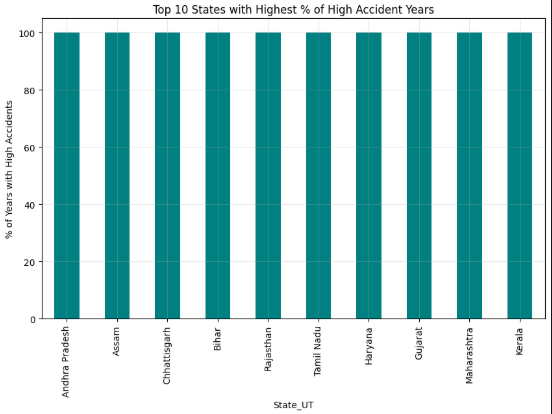 Top 10 States with Highest % of High Accident Years
% of Years with High Accidents
100
80
60
40
20
0
Andhra Pradesh
Assam
Chhattisgarh
Bihar
Rajasthan
Tamil Nadu
Haryana
Gujarat
Maharashtra
Kerala
State_UT